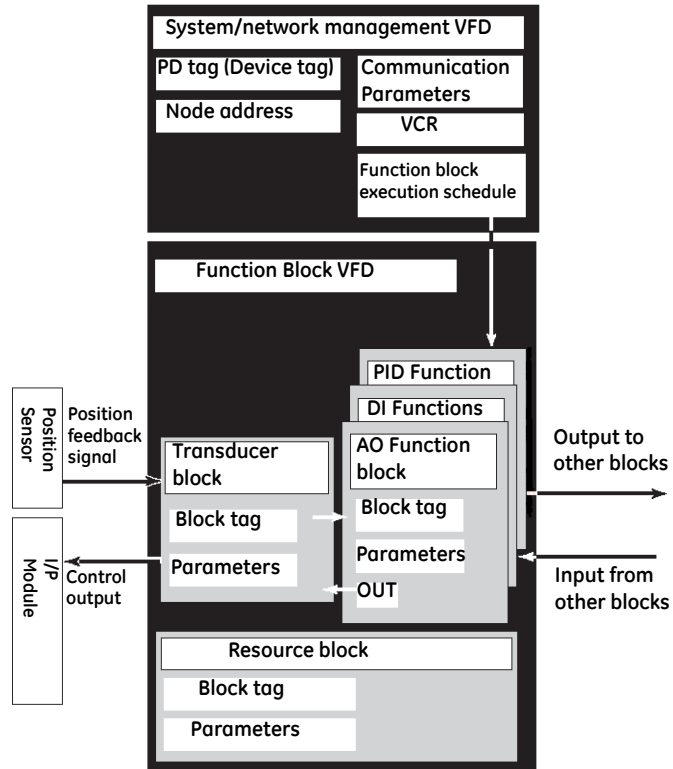 System/network management VFD
PD tag (Device tag)
Node address
Communication
Parameters
VCR
Function block
execution schedule
Function Block VFD
PID Function
DI Functions
AO Function
block
Block tag
Parameters
OUT
Transducer
block
Block tag
Parameters
Position
Sensor
Position
feedback
signal
I/P
Module
Control
output
Output to
other blocks
Input from
other blocks
Resource block
Block tag
Parameters